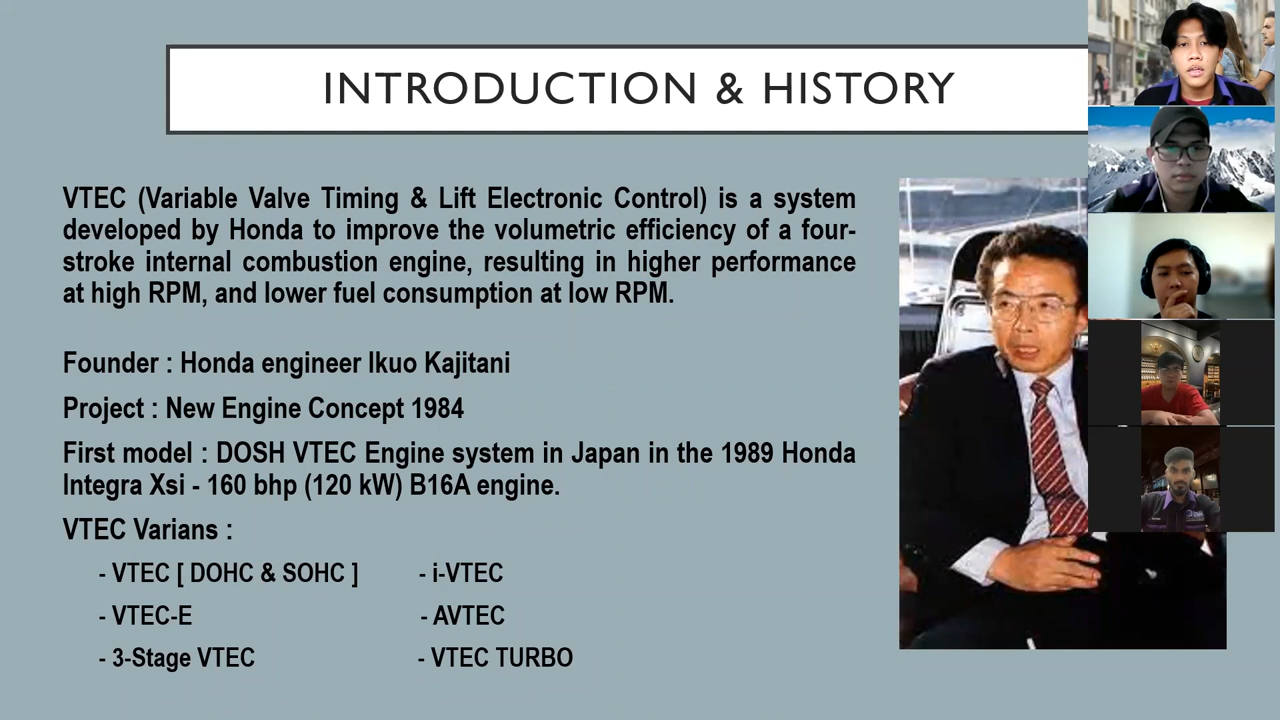 INTRODUCTION & HISTORY
VTEC (Variable Valve Timing & Lift Electronic Control) is a system
developed by Honda to improve the volumetric efficiency of a four-
stroke internal combustion engine, resulting in higher performance
at high RPM, and lower fuel consumption at low RPM.
Founder : Honda engineer Ikuo Kajitani
Project : New Engine Concept 1984
First model : DOSH VTEC Engine system in Japan in the 1989 Honda
Integra Xsi - 160 bhp (120 kW) B16A engine.
VTEC Varians :
- VTEC [ DOHC & SOHC ] - i-VTEC
- VTEC-E - AVTEC
- 3-Stage VTEC - VTEC TURBO